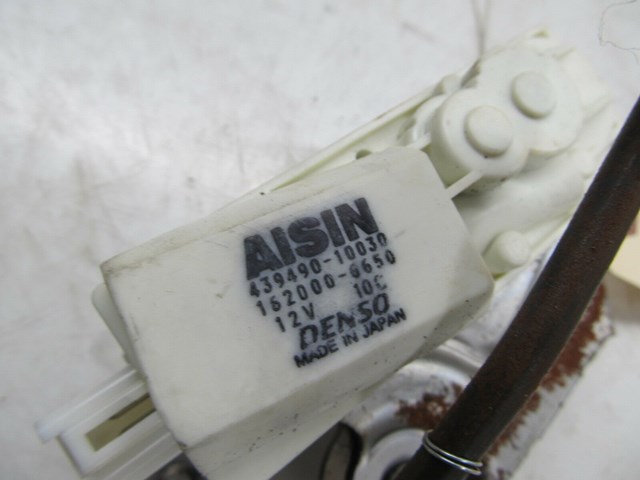 AISIN
439490-10030
162000-6650
12V 10C
DENSO
MADE IN JAPAN